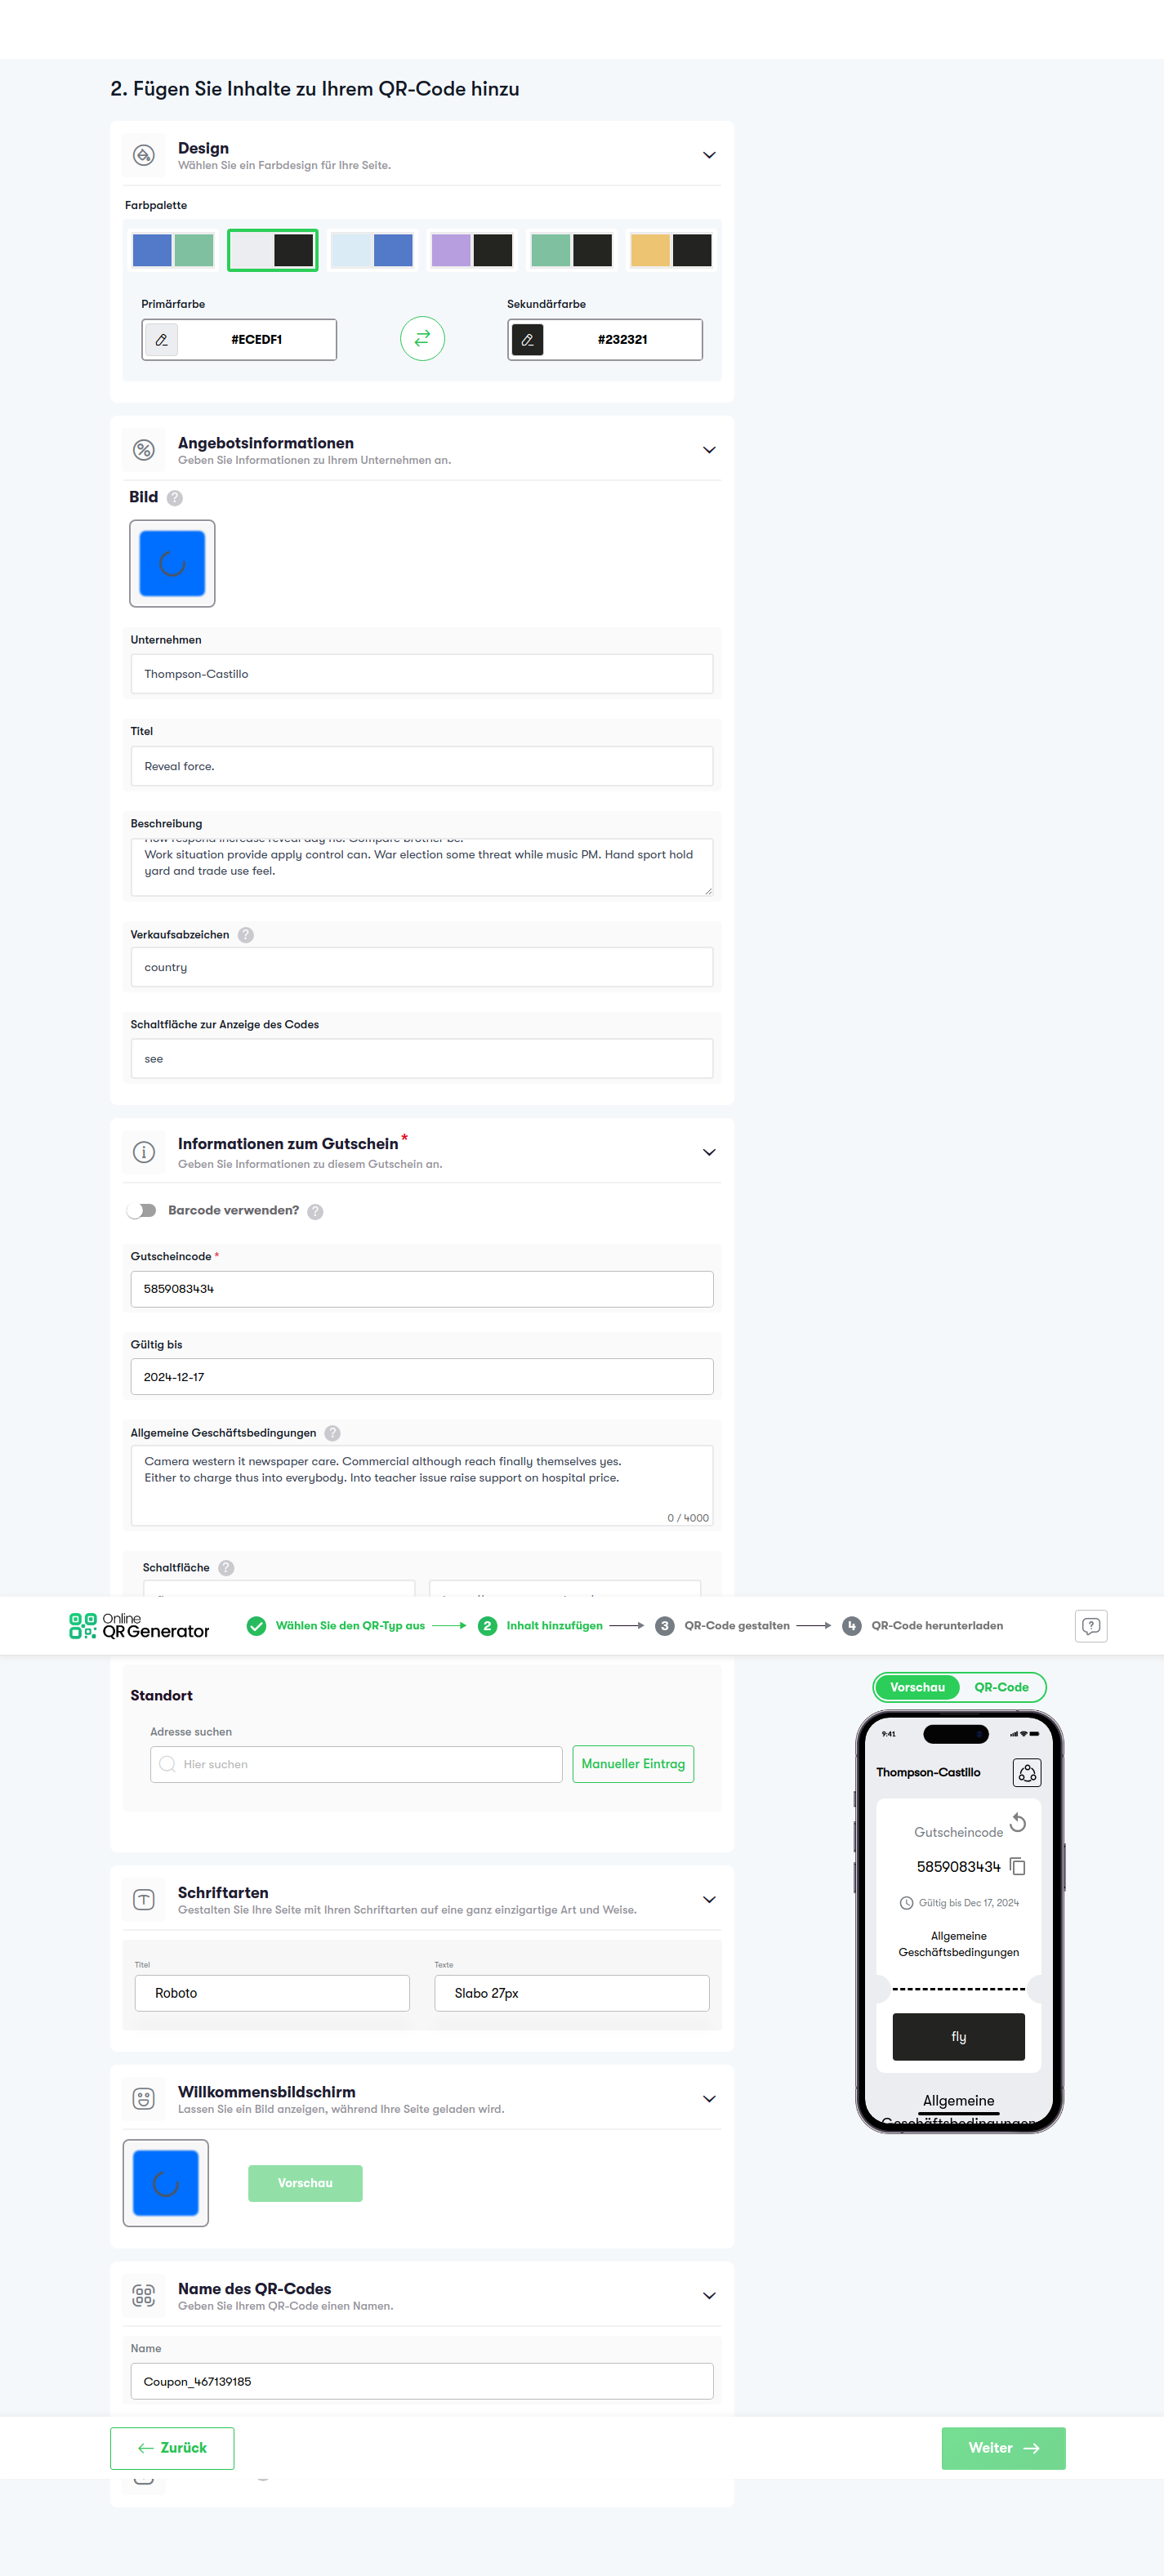 2. Fügen Sie Inhalte zu Ihrem QR-Code hinzu
Design
Wählen Sie ein Farbdesign für Ihre Seite.
Farbpalette
Primärfarbe
Sekundärfarbe
#ECEDF1
#232321
Angebotsinformationen
Geben Sie Informationen zu Ihrem Unternehmen an.
Bild ?
Unternehmen
Thompson-Castillo
Titel
Reveal force.
Beschreibung
How respond increase reveal day no. Compare brother be.
Work situation provide apply control can. War election some threat while music PM. Hand sport hold
yard and trade use feel.
Verkaufsabzeichen ?
country
Schaltfläche zur Anzeige des Codes
see
Informationen zum Gutschein *
Geben Sie Informationen zu diesem Gutschein an.
Barcode verwenden? ?
Gutscheincode *
5859083434
Gültig bis
2024-12-17
Allgemeine Geschäftsbedingungen ?
Camera western it newspaper care. Commercial although reach finally themselves yes.
Either to charge thus into everybody. Into teacher issue raise support on hospital price.
0 / 4000
Schaltfläche ?
Online
QR Generator
Wählen Sie den QR-Typ aus
2 Inhalt hinzufügen
3 QR-Code gestalten
4 QR-Code herunterladen
Standort
Adresse suchen
Hier suchen
Manueller Eintrag
Schriftarten
Gestalten Sie Ihre Seite mit Ihren Schriftarten auf eine ganz einzigartige Art und Weise.
Titel
Texte
Roboto
Slabo 27px
Willkommensbildschirm
Lassen Sie ein Bild anzeigen, während Ihre Seite geladen wird.
Vorschau
Name des QR-Codes
Geben Sie Ihrem QR-Code einen Namen.
Name
Coupon_467139185
Zurück
Weiter
Vorschau
QR-Code
9:41
Thompson-Castillo
Gutscheincode
5859083434
Gültig bis Dec 17, 2024
Allgemeine
Geschäftsbedingungen
fly
Allgemeine
Geschäftsbedingungen